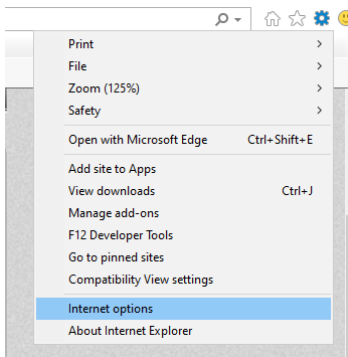 Print
File
Zoom (125%)
Safety
Open with Microsoft Edge Ctrl+Shift+E
Add site to Apps
View downloads Ctrl+J
Manage add-ons
F12 Developer Tools
Go to pinned sites
Compatibility View settings
Internet options
About Internet Explorer